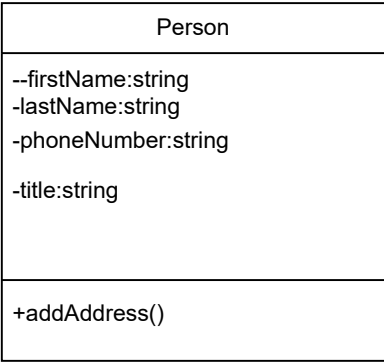 Person
--firstName:string
-lastName:string
-phoneNumber:string
-title:string
+addAddress()